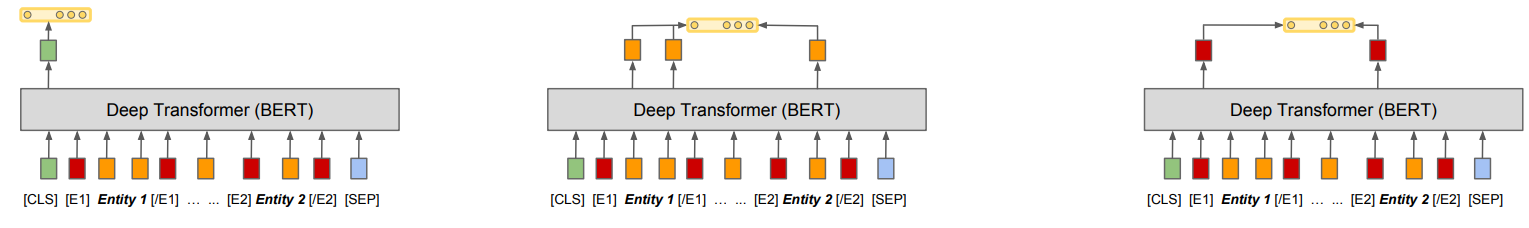 Deep Transformer (BERT)
[CLS] [E1] Entity 1 [/E1] ... ... [E2] Entity 2 [/E2] [SEP]
Deep Transformer (BERT)
[CLS] [E1] Entity 1 [/E1] ... ... [E2] Entity 2 [/E2] [SEP]
Deep Transformer (BERT)
[CLS] [E1] Entity 1 [/E1] ... ... [E2] Entity 2 [/E2] [SEP]